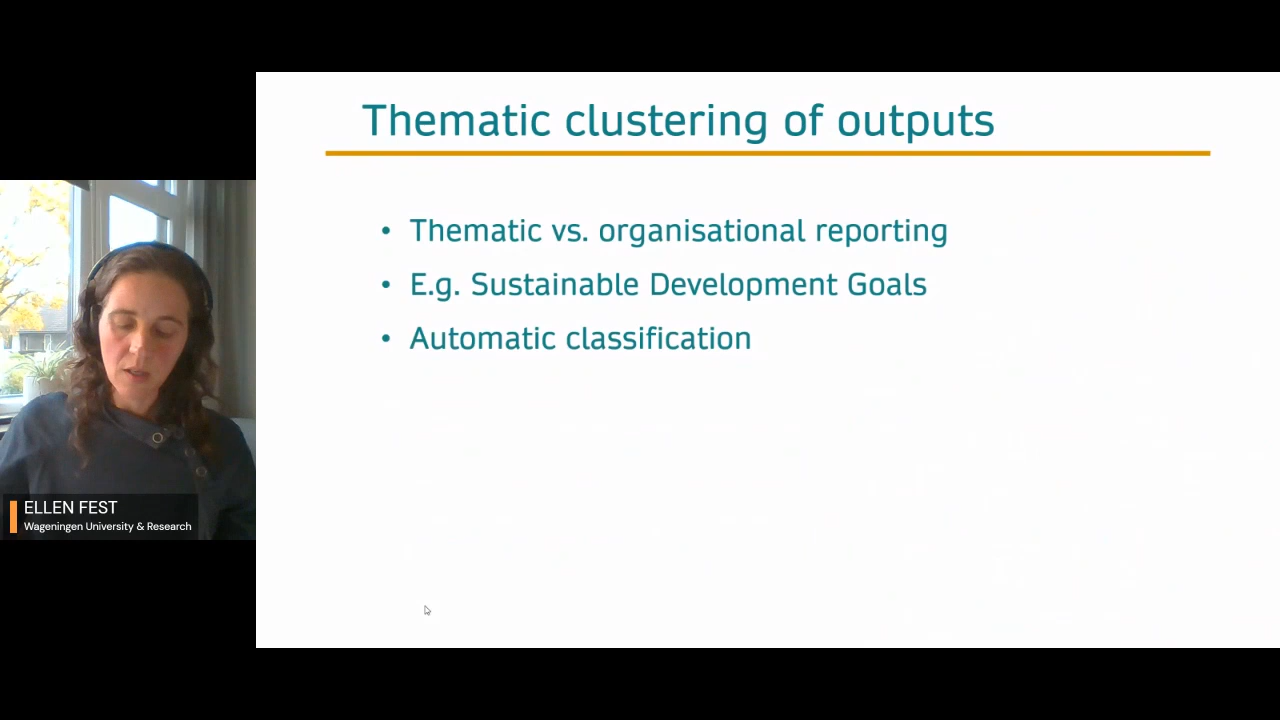 Thematic clustering of outputs
• Thematic vs. organisational reporting
• E.g. Sustainable Development Goals
• Automatic classification
ELLEN FEST
Wageningen University & Research